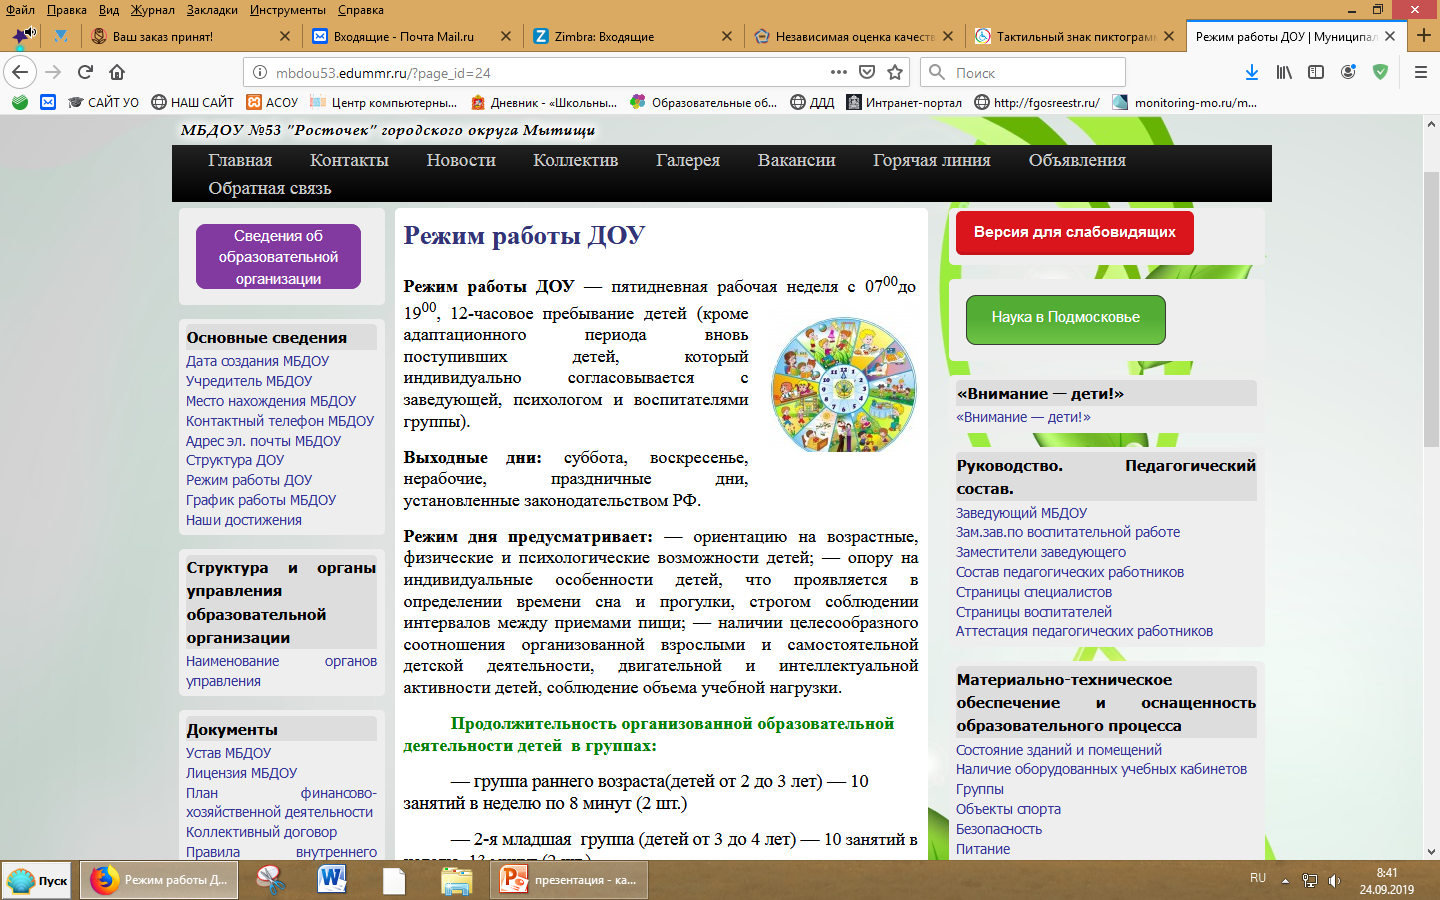 Файл Правка Вид Журнал Закладки Инструменты Справка
Ваш заказ принят!
Входящие - Почта Mail.ru
Zimbra: Входящие
Независимая оценка качеств
Тактильный знак пиктограмм
Режим работы ДОУ | Муниципал
mbdou53.edummr.ru/?page_id=24
Поиск
САЙТ УО
НАШ САЙТ
АСОУ
Центр компьютерны...
Дневник - «Школьны...
Образовательные об...
ДДД
Интранет-портал
http://fgosreestr.ru/
monitoring-mo.ru/m...
МБДОУ №53 "Росточек" городского округа Мытищи
Главная Контакты Новости Коллектив Галерея Вакансии Горячая линия Объявления
Обратная связь
Сведения об
образовательной
организации
Основные сведения
Дата создания МБДОУ
Учредитель МБДОУ
Место нахождения МБДОУ
Контактный телефон МБДОУ
Адрес эл. почты МБДОУ
Структура ДОУ
Режим работы ДОУ
График работы МБДОУ
Наши достижения
Структура и органы
управления
образовательной
организации
Наименование органов
управления
Документы
Устав МБДОУ
Лицензия МБДОУ
План финансово-
хозяйственной деятельности
Коллективный договор
Правила внутреннего
Режим работы ДОУ
Режим работы ДОУ — пятидневная рабочая неделя с 07⁰⁰до
19⁰⁰, 12-часовое пребывание детей (кроме
адаптационного периода вновь
поступивших детей, который
индивидуально согласовывается с
заведующей, психологом и воспитателями
группы).
Выходные дни: суббота, воскресенье,
нерабочие, праздничные дни,
установленные законодательством РФ.
Режим дня предусматривает: — ориентацию на возрастные,
физические и психологические возможности детей; — опору на
индивидуальные особенности детей, что проявляется в
определении времени сна и прогулки, строгом соблюдении
интервалов между приемами пищи; — наличии целесообразного
соотношения организованной взрослыми и самостоятельной
детской деятельности, двигательной и интеллектуальной
активности детей, соблюдение объема учебной нагрузки.
Продолжительность организованной образовательной
деятельности детей в группах:
— группа раннего возраста(детей от 2 до 3 лет) — 10
занятий в неделю по 8 минут (2 шт.)
— 2-я младшая группа (детей от 3 до 4 лет) — 10 занятий в
Версия для слабовидящих
Наука в Подмосковье
«Внимание — дети!»
«Внимание — дети!»
Руководство. Педагогический
состав.
Заведующий МБДОУ
Зам.зав.по воспитательной работе
Заместители заведующего
Состав педагогических работников
Страницы специалистов
Страницы воспитателей
Аттестация педагогических работников
Материально-техническое
обеспечение и оснащенность
образовательного процесса
Состояние зданий и помещений
Наличие оборудованных учебных кабинетов
Группы
Объекты спорта
Безопасность
Питание
Пуск
Режим работы Д...
презентация - ка...
RU
8:41
24.09.2019